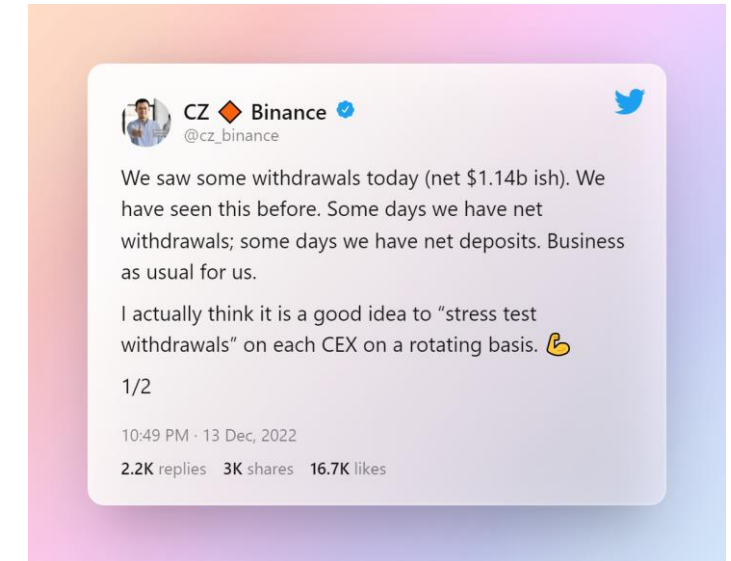 CZ 🔶 Binance
@cz_binance
We saw some withdrawals today (net $1.14b ish). We
have seen this before. Some days we have net
withdrawals; some days we have net deposits. Business
as usual for us.
I actually think it is a good idea to “stress test
withdrawals” on each CEX on a rotating basis. 💪
1/2
10:49 PM · 13 Dec, 2022
2.2K replies 3K shares 16.7K likes